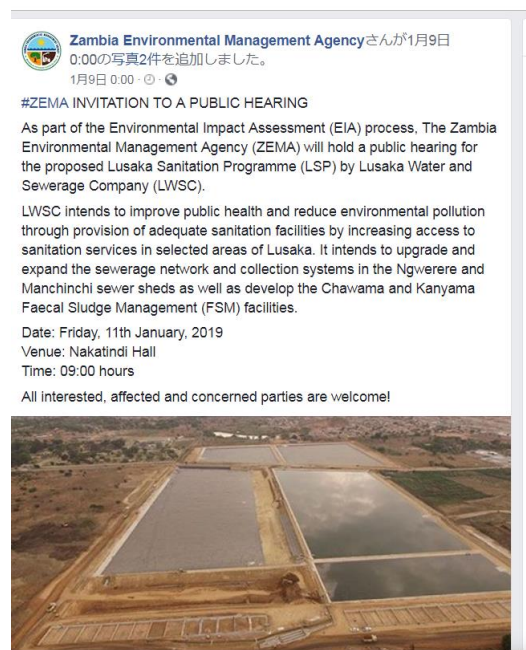 Zambia Environmental Management Agencyさんが1月9日
0:00の写真2件を追加しました。
1月9日 0:00
#ZEMA INVITATION TO A PUBLIC HEARING
As part of the Environmental Impact Assessment (EIA) process, The Zambia
Environmental Management Agency (ZEMA) will hold a public hearing for
the proposed Lusaka Sanitation Programme (LSP) by Lusaka Water and
Sewerage Company (LWSC).
LWSC intends to improve public health and reduce environmental pollution
through provision of adequate sanitation facilities by increasing access to
sanitation services in selected areas of Lusaka. It intends to upgrade and
expand the sewerage network and collection systems in the Ngwerere and
Manchinchi sewer sheds as well as develop the Chawama and Kanyama
Faecal Sludge Management (FSM) facilities.
Date: Friday, 11th January, 2019
Venue: Nakatindi Hall
Time: 09:00 hours
All interested, affected and concerned parties are welcome!